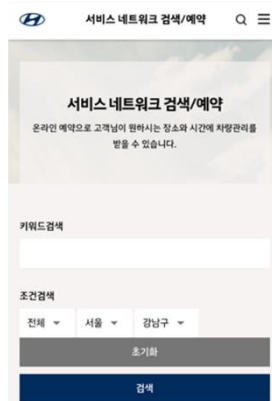 서비스 네트워크 검색/예약
서비스 네트워크 검색/예약
온라인 예약으로 고객님이 원하시는 장소와 시간에 차량관리를
받을 수 있습니다.
키워드검색
조건검색
전체 서울 강남구
초기화
검색